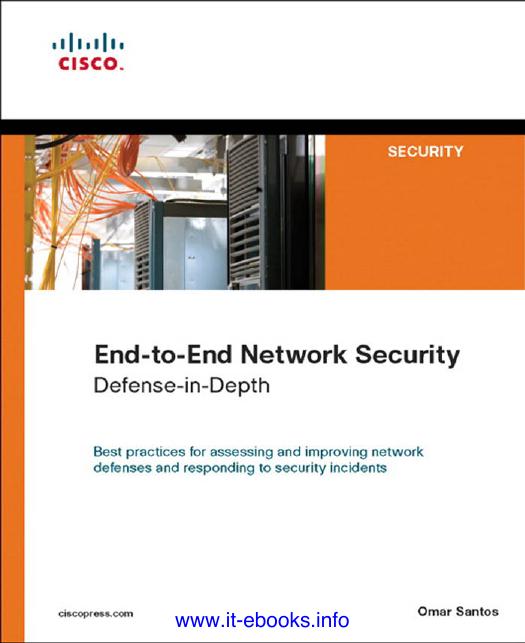 CISCO.
SECURITY
End-to-End Network Security
Defense-in-Depth
Best practices for assessing and improving network
defenses and responding to security incidents
ciscopress.com
www.it-ebooks.info
Omar Santos